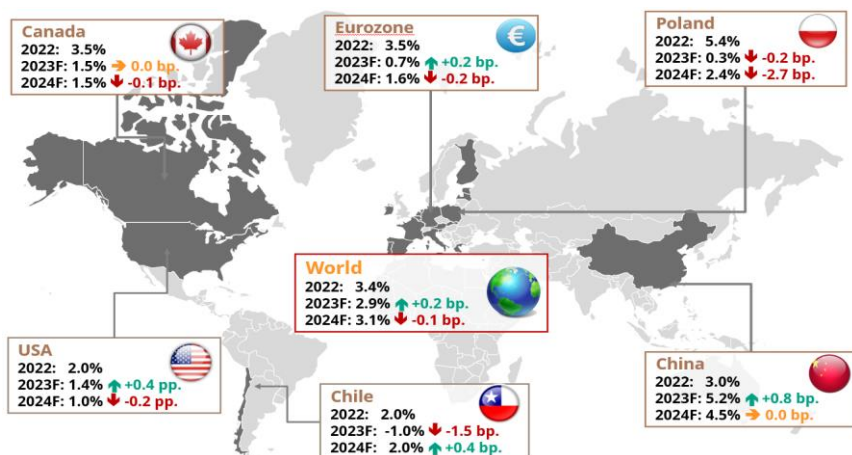 Canada
2022: 3.5%
2023F: 1.5% 0.0 bp.
2024F: 1.5% -0.1 bp.
Eurozone
2022: 3.5%
2023F: 0.7% +0.2 bp.
2024F: 1.6% -0.2 bp.
€
Poland
2022: 5.4%
2023F: 0.3% -0.2 bp.
2024F: 2.4% -2.7 bp.
World
2022: 3.4%
2023F: 2.9% +0.2 bp.
2024F: 3.1% -0.1 bp.
USA
2022: 2.0%
2023F: 1.4% +0.4 pp.
2024F: 1.0% -0.2 pp.
Chile
2022: 2.0%
2023F: -1.0% -1.5 bp.
2024F: 2.0% +0.4 bp.
China
2022: 3.0%
2023F: 5.2% +0.8 bp.
2024F: 4.5% 0.0 bp.